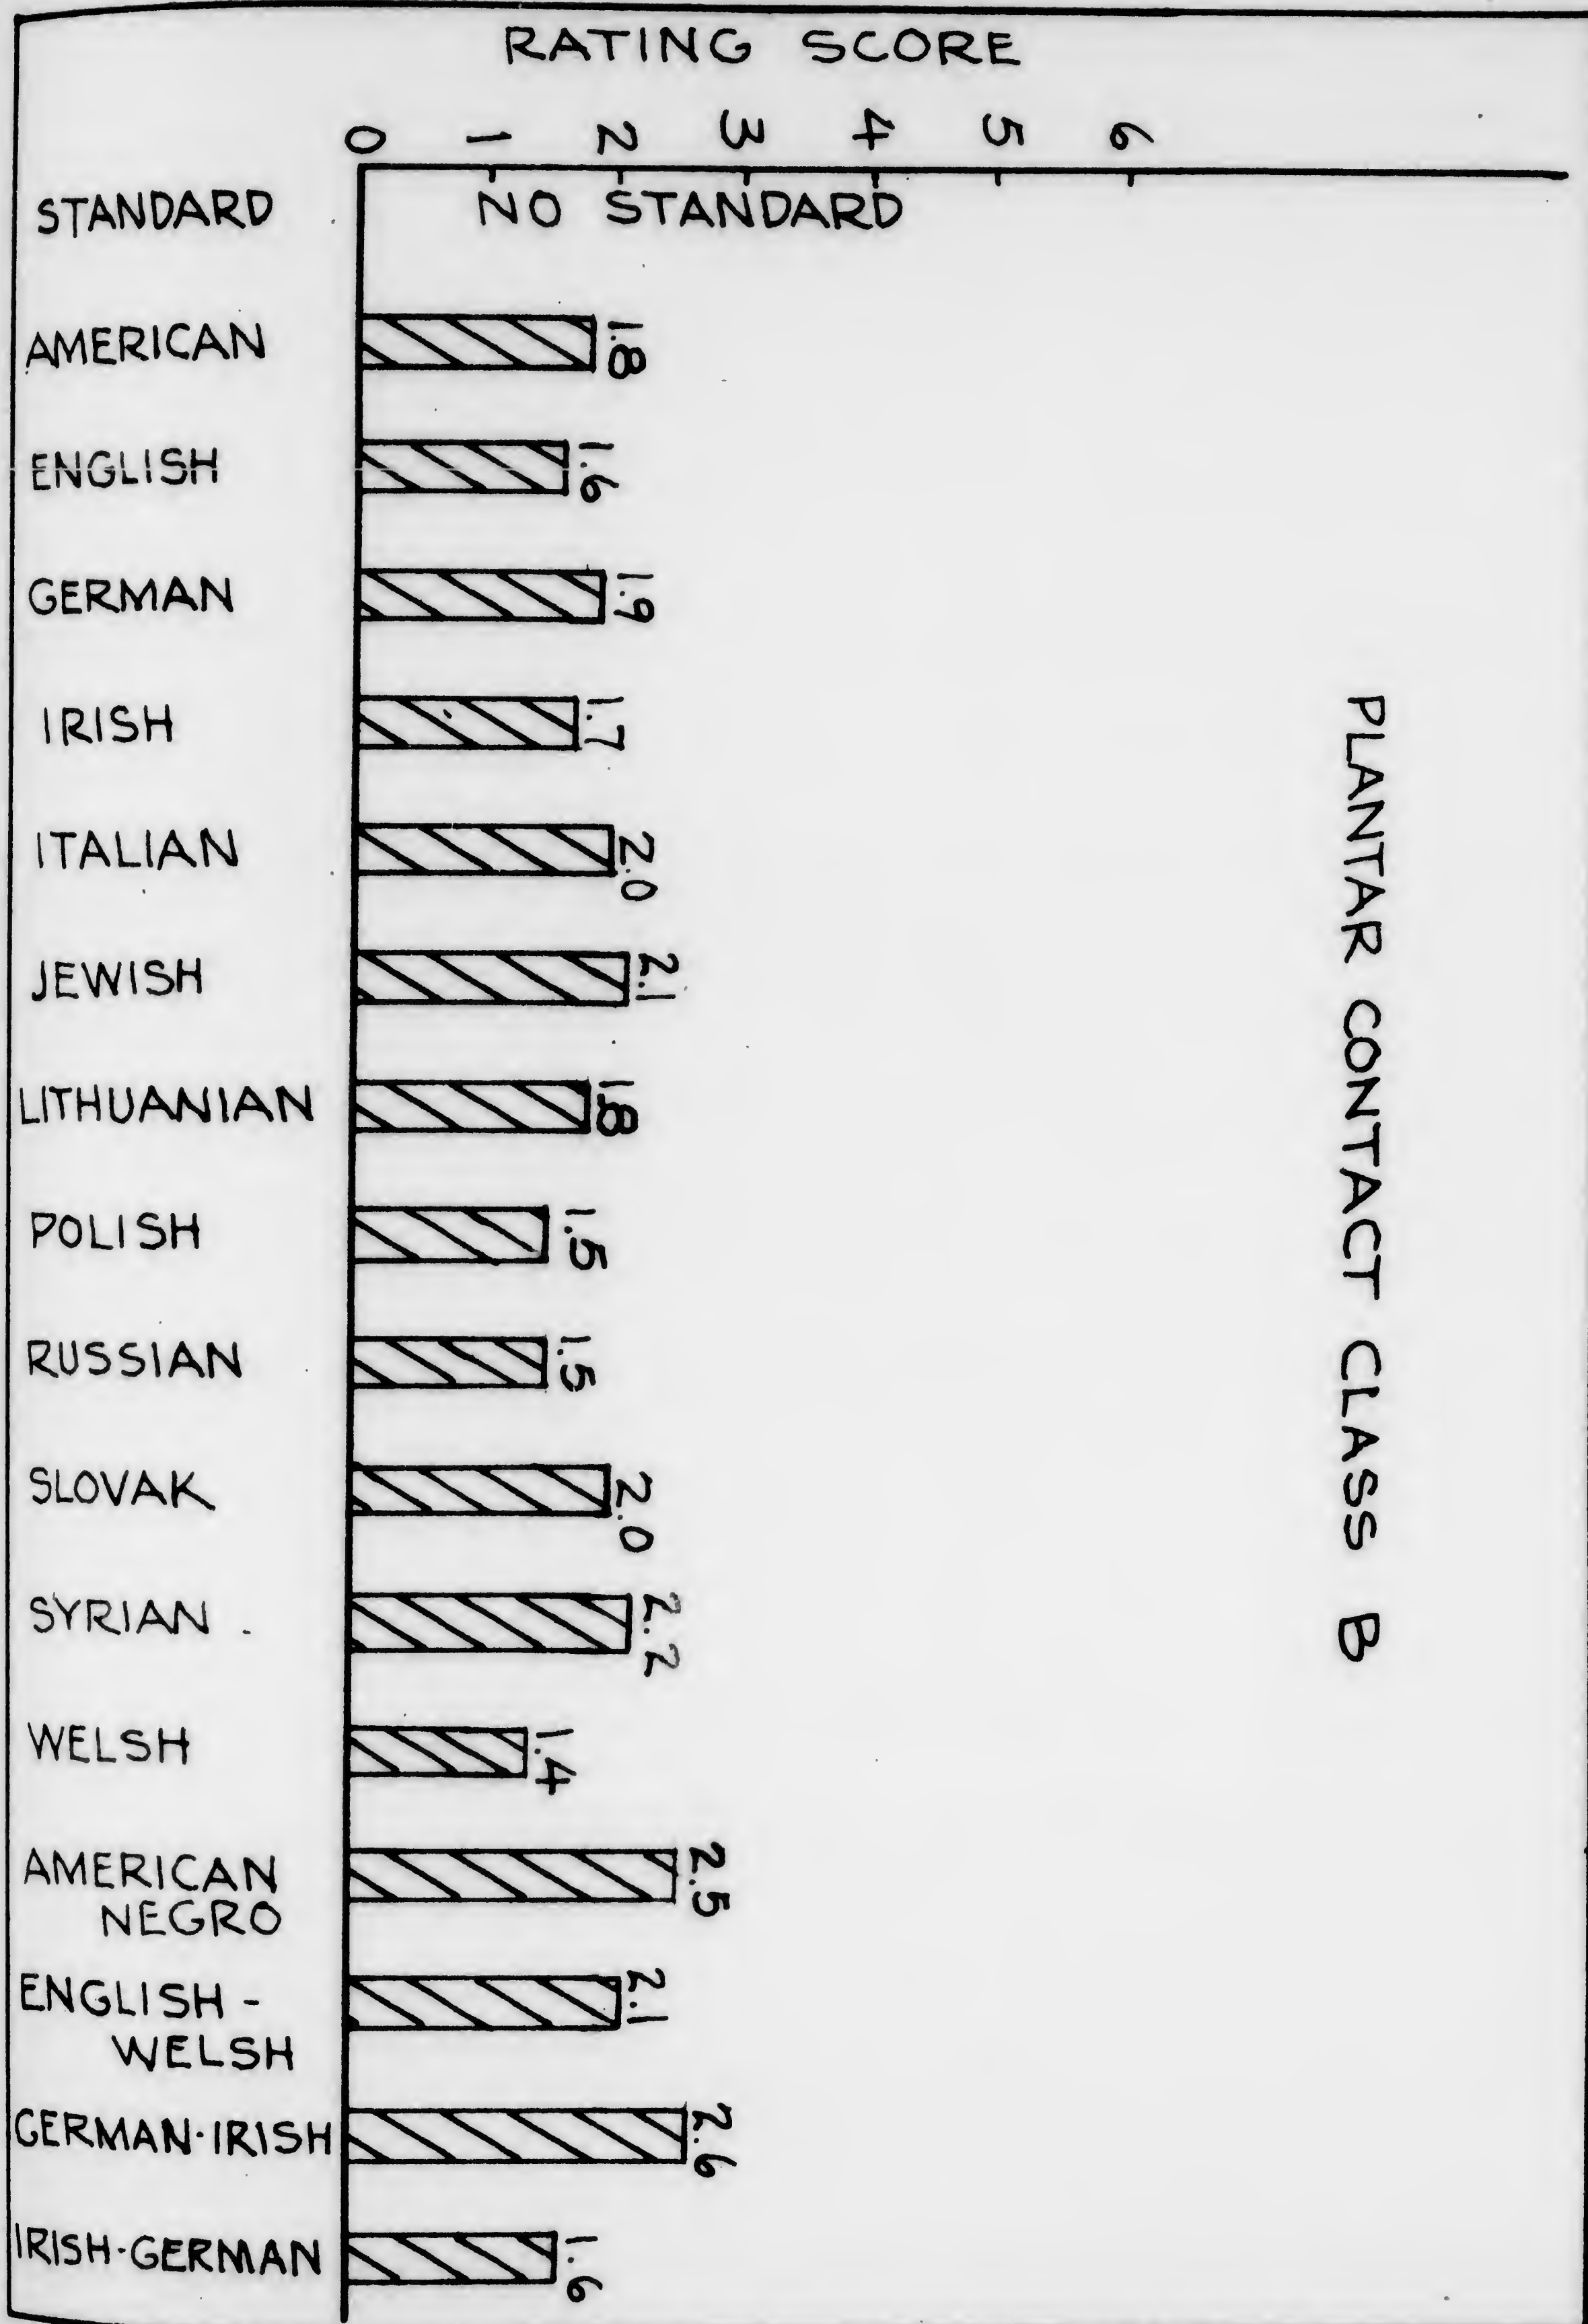 RATING SCORE
0 1 2 3 4 5 6
STANDARD NO STANDARD
AMERICAN 1.8
ENGLISH 1.6
GERMAN 1.9
IRISH 1.7
ITALIAN 2.0
JEWISH 2.1
LITHUANIAN 1.8
POLISH 1.5
RUSSIAN 1.5
SLOVAK 2.0
SYRIAN 2.2
WELSH 1.4
AMERICAN
NEGRO 2.5
ENGLISH -
WELSH 2.1
GERMAN-IRISH 2.6
IRISH-GERMAN 1.6
PLANTAR CONTACT CLASS B